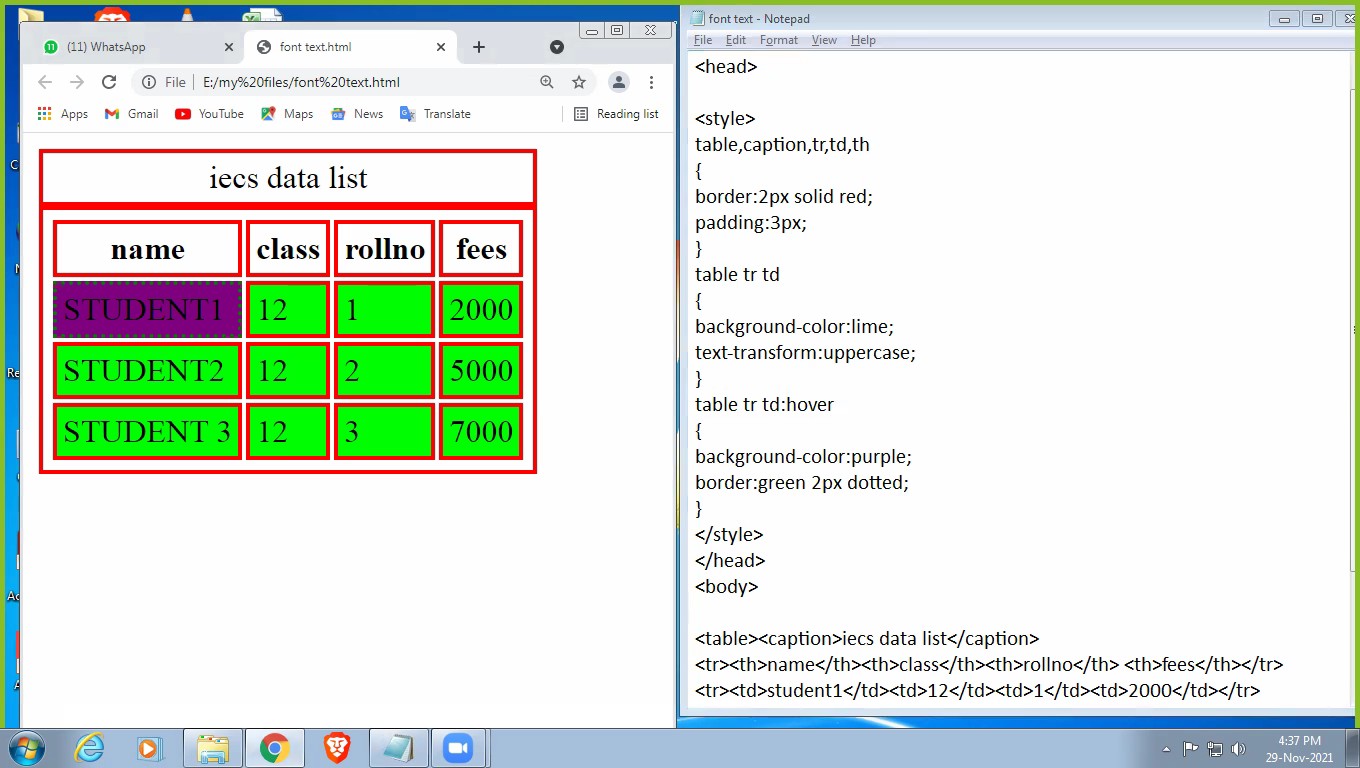 (11) WhatsApp
font text.html
File
E:/my%20files/font%20text.html
Apps
Gmail
YouTube
Maps
News
Translate
Reading list
iecs data list
name class rollno fees
STUDENT1 12 1 2000
STUDENT2 12 2 5000
STUDENT 3 12 3 7000
font text - Notepad
File Edit Format View Help
<head>
<style>
table,caption,tr,td,th
{
border:2px solid red;
padding:3px;
}
table tr td
{
background-color:lime;
text-transform:uppercase;
}
table tr td:hover
{
background-color:purple;
border:green 2px dotted;
}
</style>
</head>
<body>
<table><caption>iecs data list</caption>
<tr><th>name</th><th>class</th><th>rollno</th> <th>fees</th></tr>
<tr><td>student1</td><td>12</td><td>1</td><td>2000</td></tr>
4:37 PM
29-Nov-2021